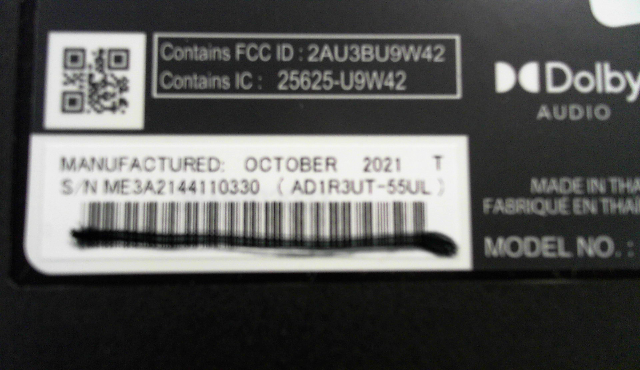 Contains FCC ID : 2AU3BU9W42
Contains IC : 25625-U9W42
Dolby
AUDIO
MANUFACTURED: OCTOBER 2021 T
S/N ME3A2144110330 ( AD1R3UT-55UL )
MADE IN THA
FABRIQUÉ EN THAÏ
MODEL NO. :